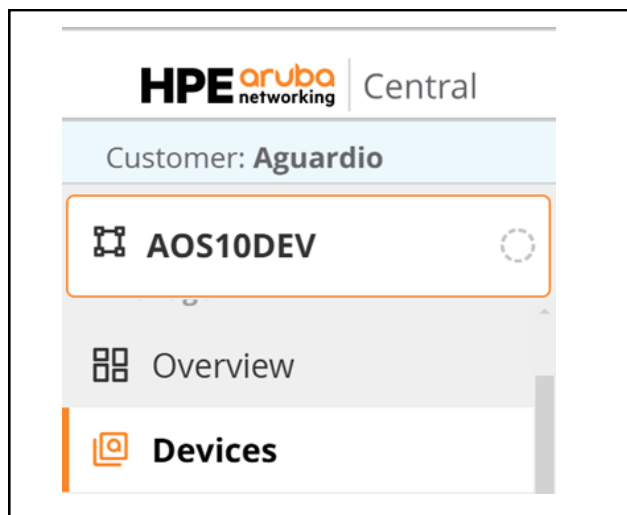 HPE aruba networking Central
Customer: Aguardio
AOS10DEV
Overview
Devices